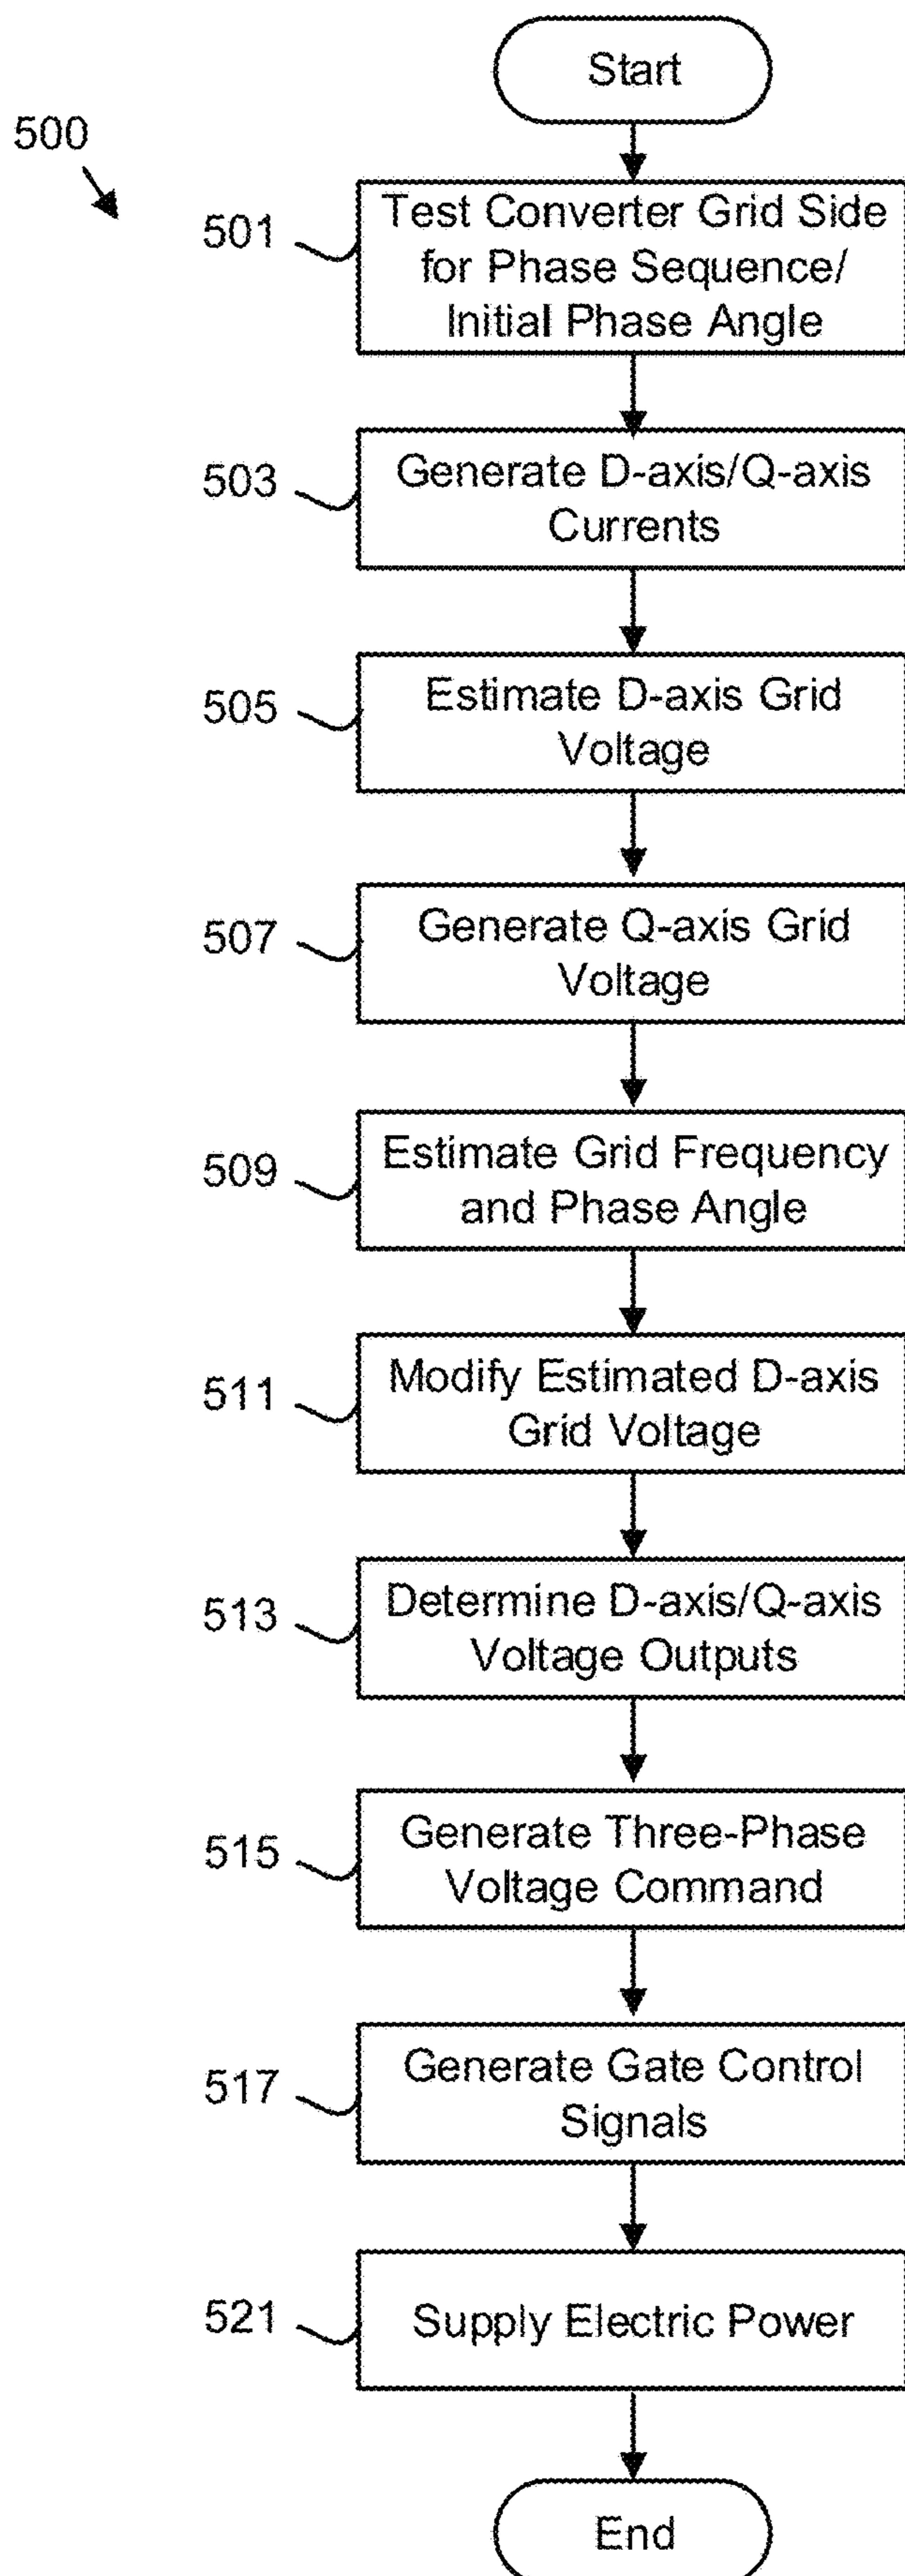 Start
500
501
Test Converter Grid Side
for Phase Sequence/
Initial Phase Angle
503
Generate D-axis/Q-axis
Currents
505
Estimate D-axis Grid
Voltage
507
Generate Q-axis Grid
Voltage
509
Estimate Grid Frequency
and Phase Angle
511
Modify Estimated D-axis
Grid Voltage
513
Determine D-axis/Q-axis
Voltage Outputs
515
Generate Three-Phase
Voltage Command
517
Generate Gate Control
Signals
521
Supply Electric Power
End